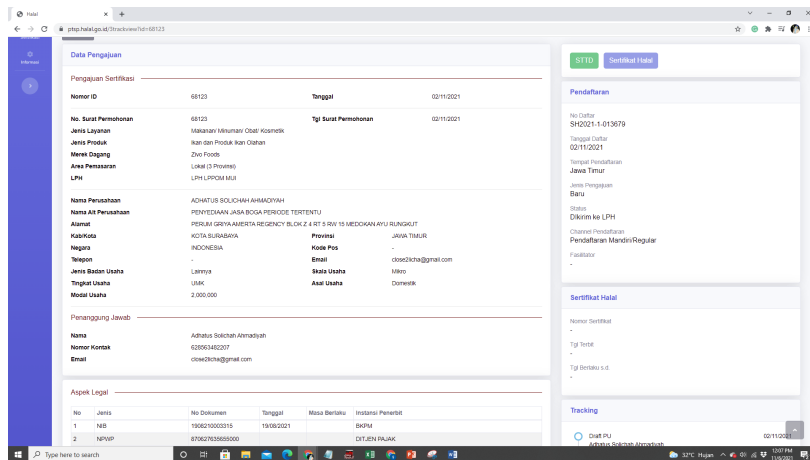 Halal
ptsp.halal.go.id/3trackview?id=68123
Informasi
Data Pengajuan
Pengajuan Sertifikasi
Nomor ID 68123 Tanggal 02/11/2021
No. Surat Permohonan 68123 Tgl Surat Permohonan 02/11/2021
Jenis Layanan Makanan/ Minuman/ Obat/ Kosmetik
Jenis Produk Ikan dan Produk Ikan Olahan
Merek Dagang Zivo Foods
Area Pemasaran Lokal (3 Provinsi)
LPH LPH LPPOM MUI
Nama Perusahaan ADHATUS SOLICHAH AHMADIYAH
Nama Alt Perusahaan PENYEDIAAN JASA BOGA PERIODE TERTENTU
Alamat PERUM GRIYA AMERTA REGENCY BLOK Z 4 RT 5 RW 15 MEDOKAN AYU RUNGKUT
Kab/Kota KOTA SURABAYA Provinsi JAWA TIMUR
Negara INDONESIA Kode Pos -
Telepon - Email close2licha@gmail.com
Jenis Badan Usaha Lainnya Skala Usaha Mikro
Tingkat Usaha UMK Asal Usaha Domestik
Modal Usaha 2,000,000
Penanggung Jawab
Nama Adhatus Solichah Ahmadiyah
Nomor Kontak 628563482207
Email close2licha@gmail.com
Aspek Legal
No Jenis No Dokumen Tanggal Masa Berlaku Instansi Penerbit
1 NIB 1908210003315 19/08/2021 BKPM
2 NPWP 870627635655000 DITJEN PAJAK
STTD Sertifikat Halal
Pendaftaran
No Daftar
SH2021-1-013679
Tanggal Daftar
02/11/2021
Tempat Pendaftaran
Jawa Timur
Jenis Pengajuan
Baru
Status
Dikirim ke LPH
Channel Pendaftaran
Pendaftaran Mandiri/Regular
Fasilitator
-
Sertifikat Halal
Nomor Sertifikat
-
Tgl Terbit
-
Tgl Berlaku s.d.
-
Tracking
Draft PU 02/11/2021
Adhatus Solichah Ahmadiyah
Type here to search
32°C Hujan
12:07 PM
11/6/2021